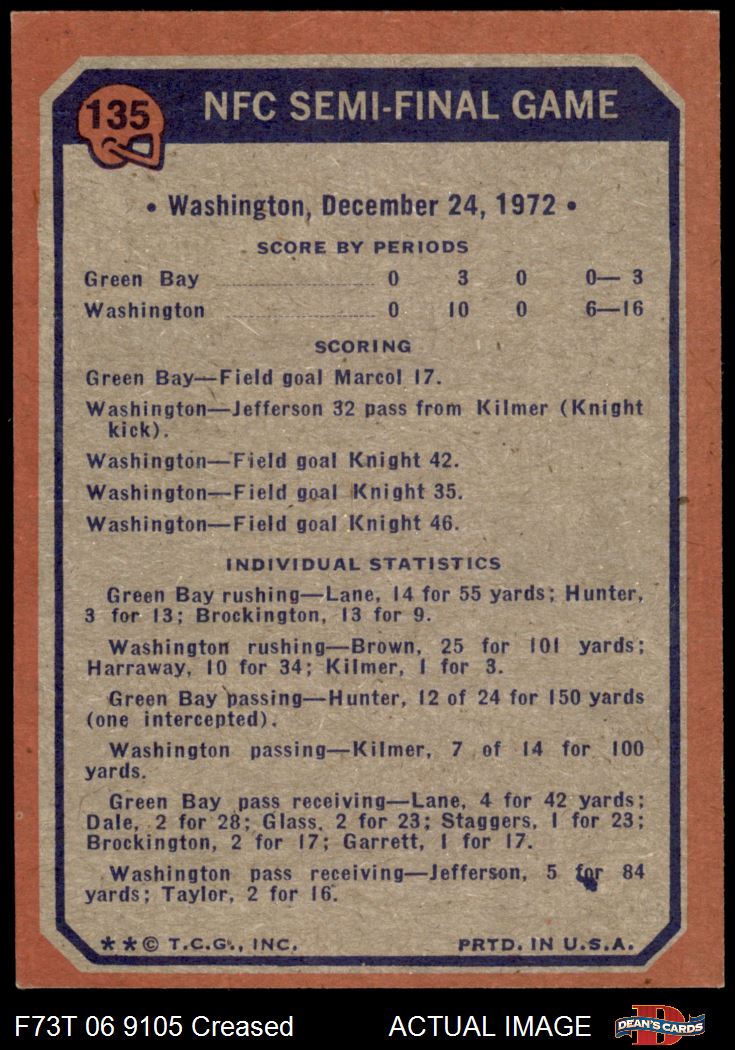 135
NFC SEMI-FINAL GAME
• Washington, December 24, 1972 •
SCORE BY PERIODS
Green Bay 0 3 0 0— 3
Washington 0 10 0 6—16
SCORING
Green Bay—Field goal Marcol 17.
Washington—Jefferson 32 pass from Kilmer (Knight
kick).
Washington—Field goal Knight 42.
Washington—Field goal Knight 35.
Washington—Field goal Knight 46.
INDIVIDUAL STATISTICS
Green Bay rushing—Lane, 14 for 55 yards; Hunter,
3 for 13; Brockington, 13 for 9.
Washington rushing—Brown, 25 for 101 yards;
Harraway, 10 for 34; Kilmer, 1 for 3.
Green Bay passing—Hunter, 12 of 24 for 150 yards
(one intercepted).
Washington passing—Kilmer, 7 of 14 for 100
yards.
Green Bay pass receiving—Lane, 4 for 42 yards;
Dale, 2 for 28; Glass, 2 for 23; Staggers, 1 for 23;
Brockington, 2 for 17; Garrett, 1 for 17.
Washington pass receiving—Jefferson, 5 for 84
yards; Taylor, 2 for 16.
**© T.C.G., INC. PRTD. IN U.S.A.
F73T 06 9105 Creased ACTUAL IMAGE
D
DEAN'S CARDS